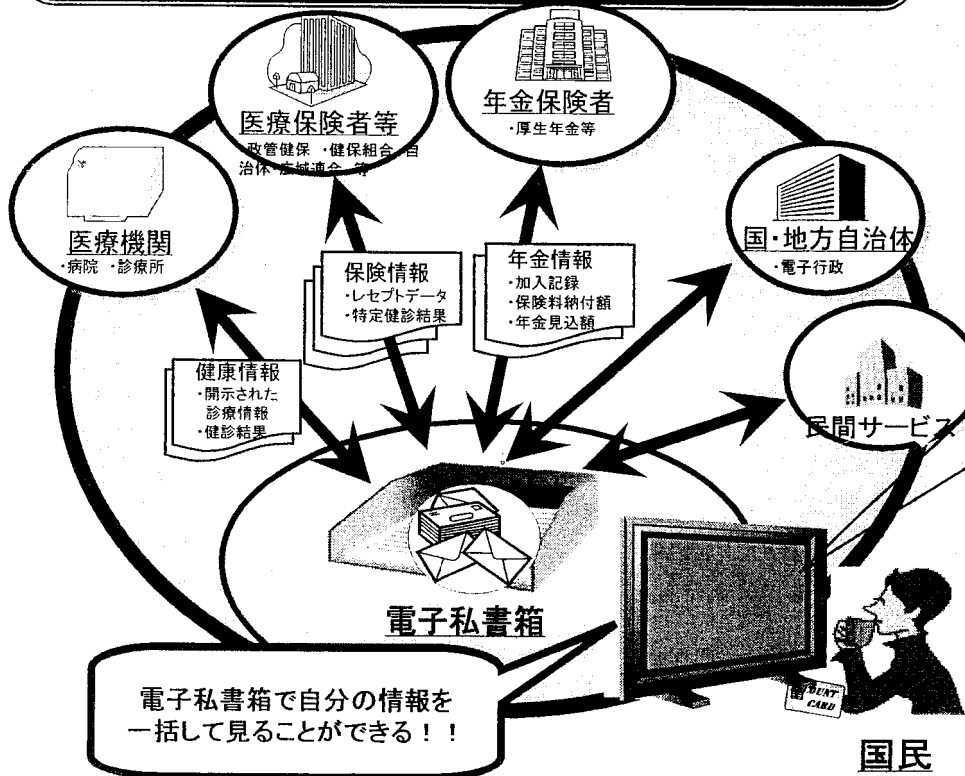 医療保険者等
・政管健保 ・健保組合 ・自
治体・広域連合 等
年金保険者
・厚生年金等
医療機関
・病院 ・診療所
国・地方自治体
・電子行政
民間サービス
保険情報
・レセプトデータ
・特定健診結果
年金情報
・加入記録
・保険料納付額
・年金見込額
健康情報
・開示された
診療情報
・健診結果
電子私書箱
電子私書箱で自分の情報を
一括して見ることができる！！
CARD
国民